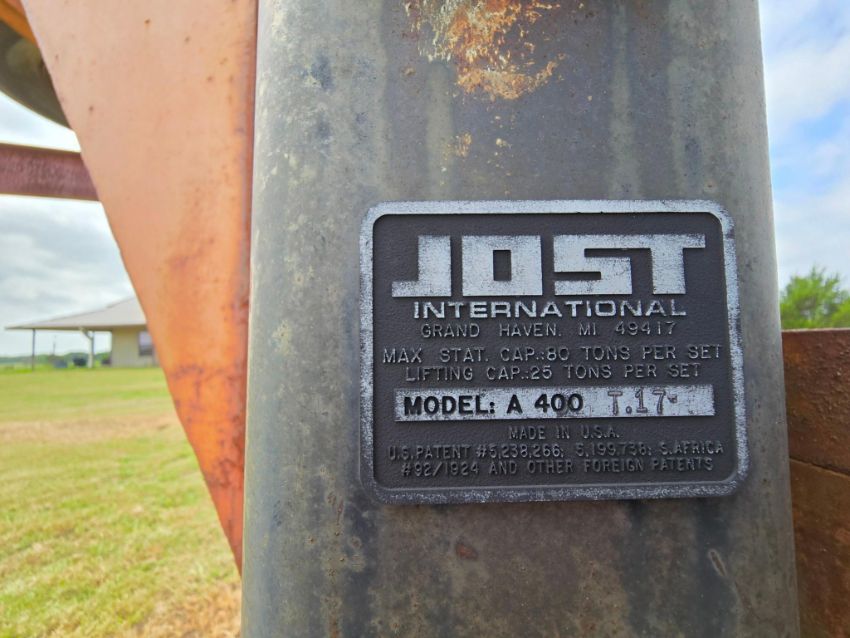 JOST
INTERNATIONAL
GRAND HAVEN, MI 49417
MAX STAT. CAP.:80 TONS PER SET
LIFTING CAP.:25 TONS PER SET
MODEL: A 400 T.17-
MADE IN U.S.A.
U.S. PATENT #5,238,266; 5,199,736; S.AFRICA
#92/1924 AND OTHER FOREIGN PATENTS